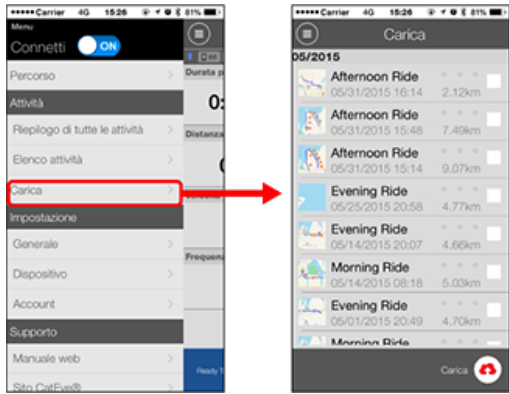 •••••Carrier 4G 15:26 81%
Menu
Connetti ON
Percorso
Attività
Riepilogo di tutte le attività
Elenco attività
Carica
Impostazione
Generale
Dispositivo
Account
Supporto
Manuale web
Sito CatEye®
Durata p
0:
Distanza
Frequen
Ready T
•••••Carrier 4G 15:26 81%
Carica
05/2015
Afternoon Ride
05/31/2015 16:14 2.12km
Afternoon Ride
05/31/2015 15:48 7.49km
Afternoon Ride
05/31/2015 15:14 9.07km
Evening Ride
05/25/2015 20:58 4.77km
Evening Ride
05/14/2015 20:07 4.66km
Morning Ride
05/14/2015 08:18 5.03km
Evening Ride
05/01/2015 20:49 4.70km
Morning Ride
Carica